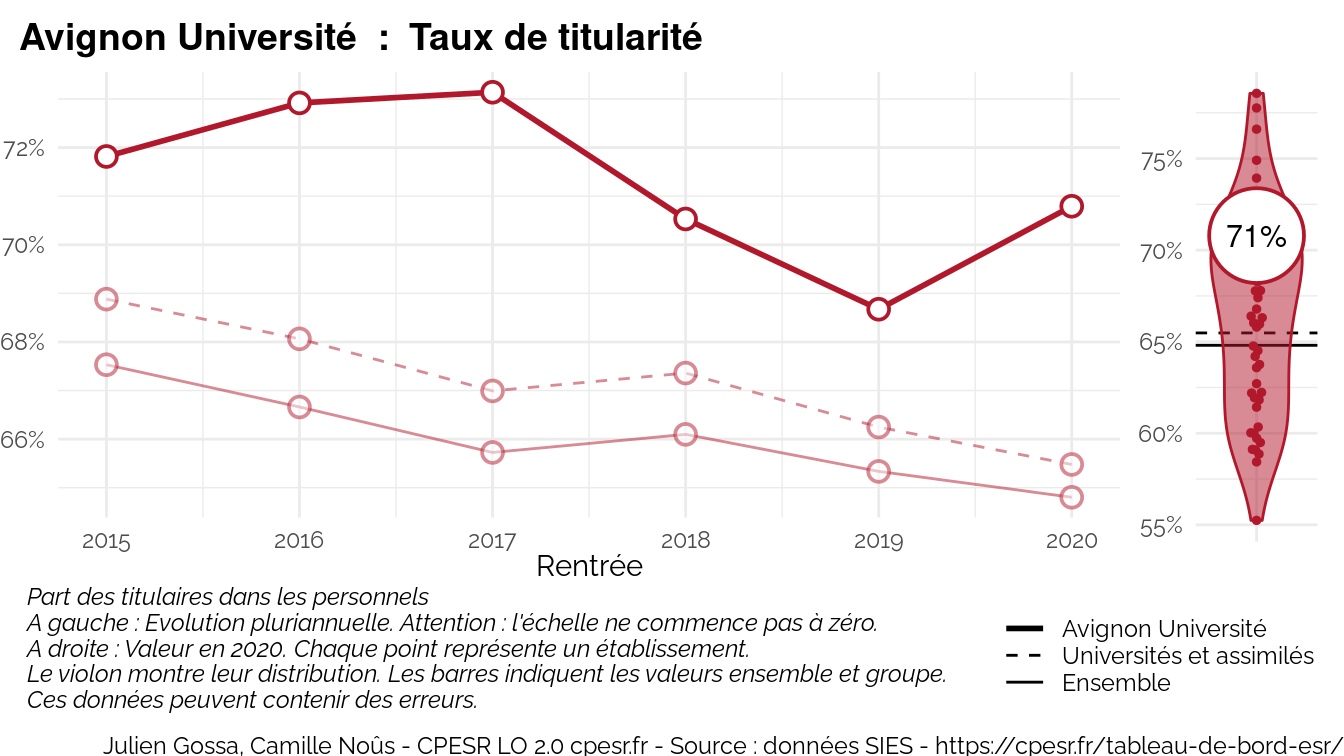 Avignon Université : Taux de titularité
72%
70%
68%
66%
2015 2016 2017 2018 2019 2020
Rentrée
75%
70%
65%
60%
55%
71%
Part des titulaires dans les personnels
A gauche : Evolution pluriannuelle. Attention : l'échelle ne commence pas à zéro.
A droite : Valeur en 2020. Chaque point représente un établissement.
Le violon montre leur distribution. Les barres indiquent les valeurs ensemble et groupe.
Ces données peuvent contenir des erreurs.
Avignon Université
Universités et assimilés
Ensemble
Julien Gossa, Camille Noûs - CPESR LO 2.0 cpesr.fr - Source : données SIES - https://cpesr.fr/tableau-de-bord-esr/